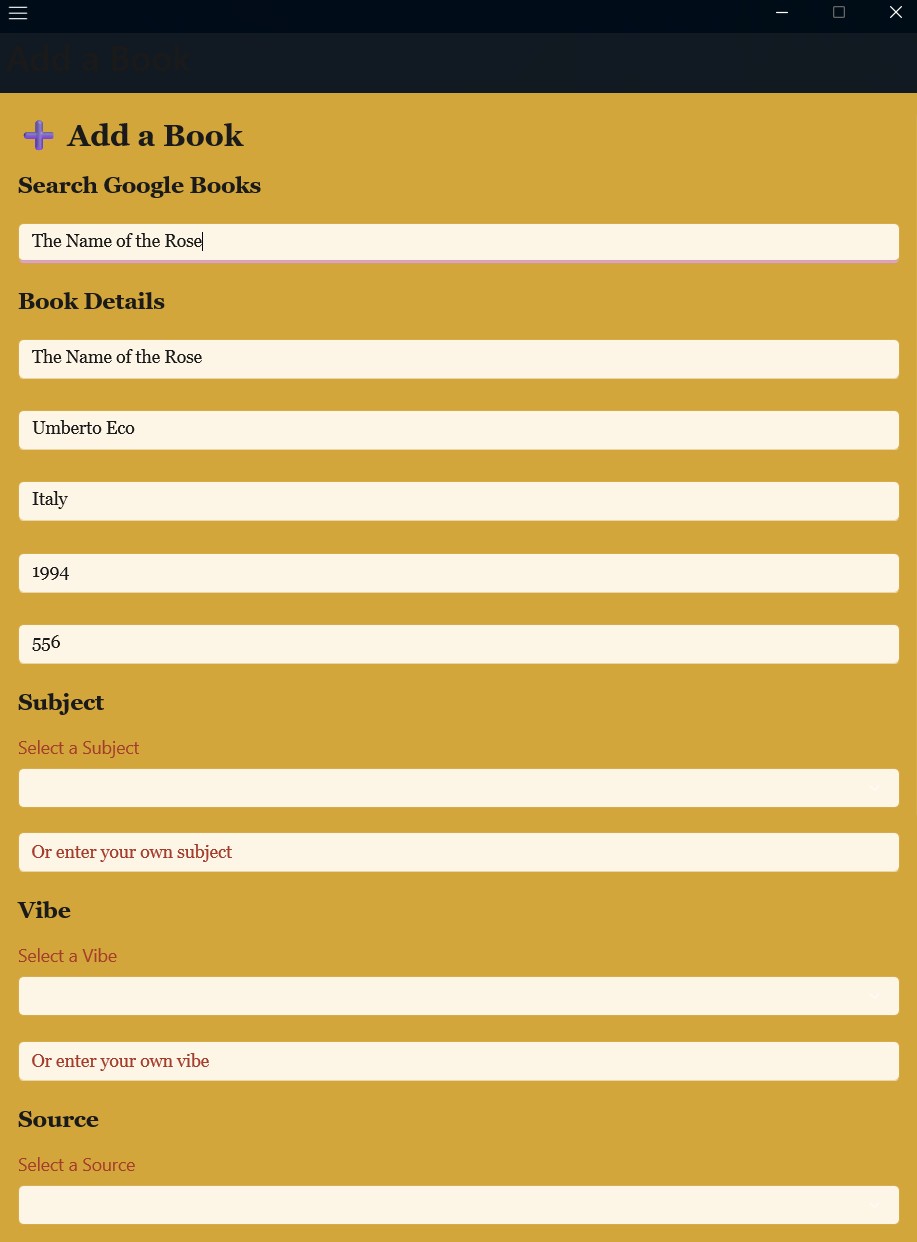 Add a Book
Add a Book
Search Google Books
The Name of the Rose
Book Details
The Name of the Rose
Umberto Eco
Italy
1994
556
Subject
Select a Subject
Or enter your own subject
Vibe
Select a Vibe
Or enter your own vibe
Source
Select a Source